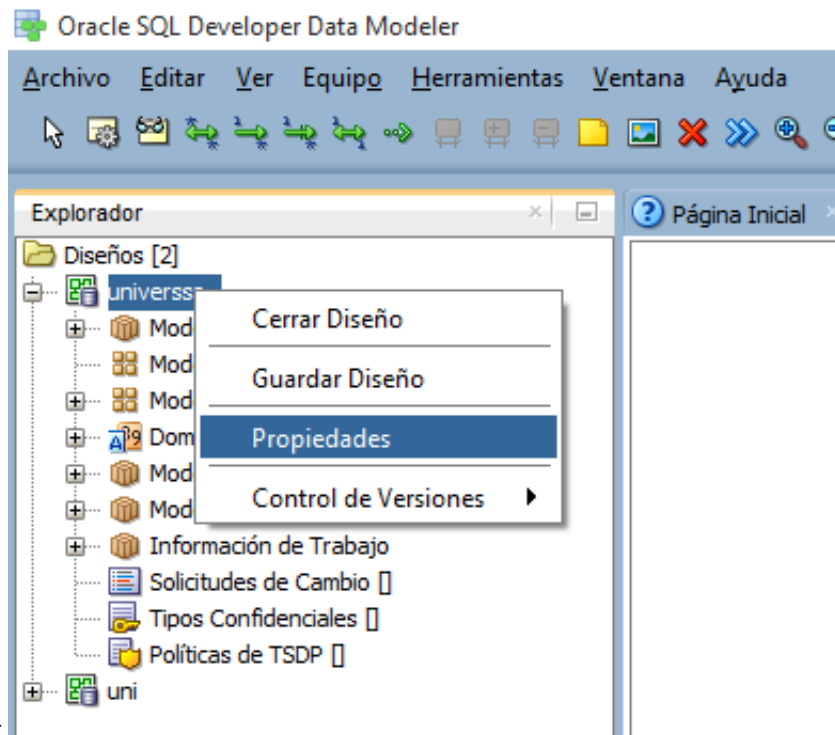 Oracle SQL Developer Data Modeler
Archivo Editar Ver Equipo Herramientas Ventana Ayuda
Explorador
Página Inicial
Diseños [2]
universsa
Mod
Mod
Mod
Dom
Mod
Mod
Información de Trabajo
Solicitudes de Cambio []
Tipos Confidenciales []
Políticas de TSDP []
uni
Cerrar Diseño
Guardar Diseño
Propiedades
Control de Versiones